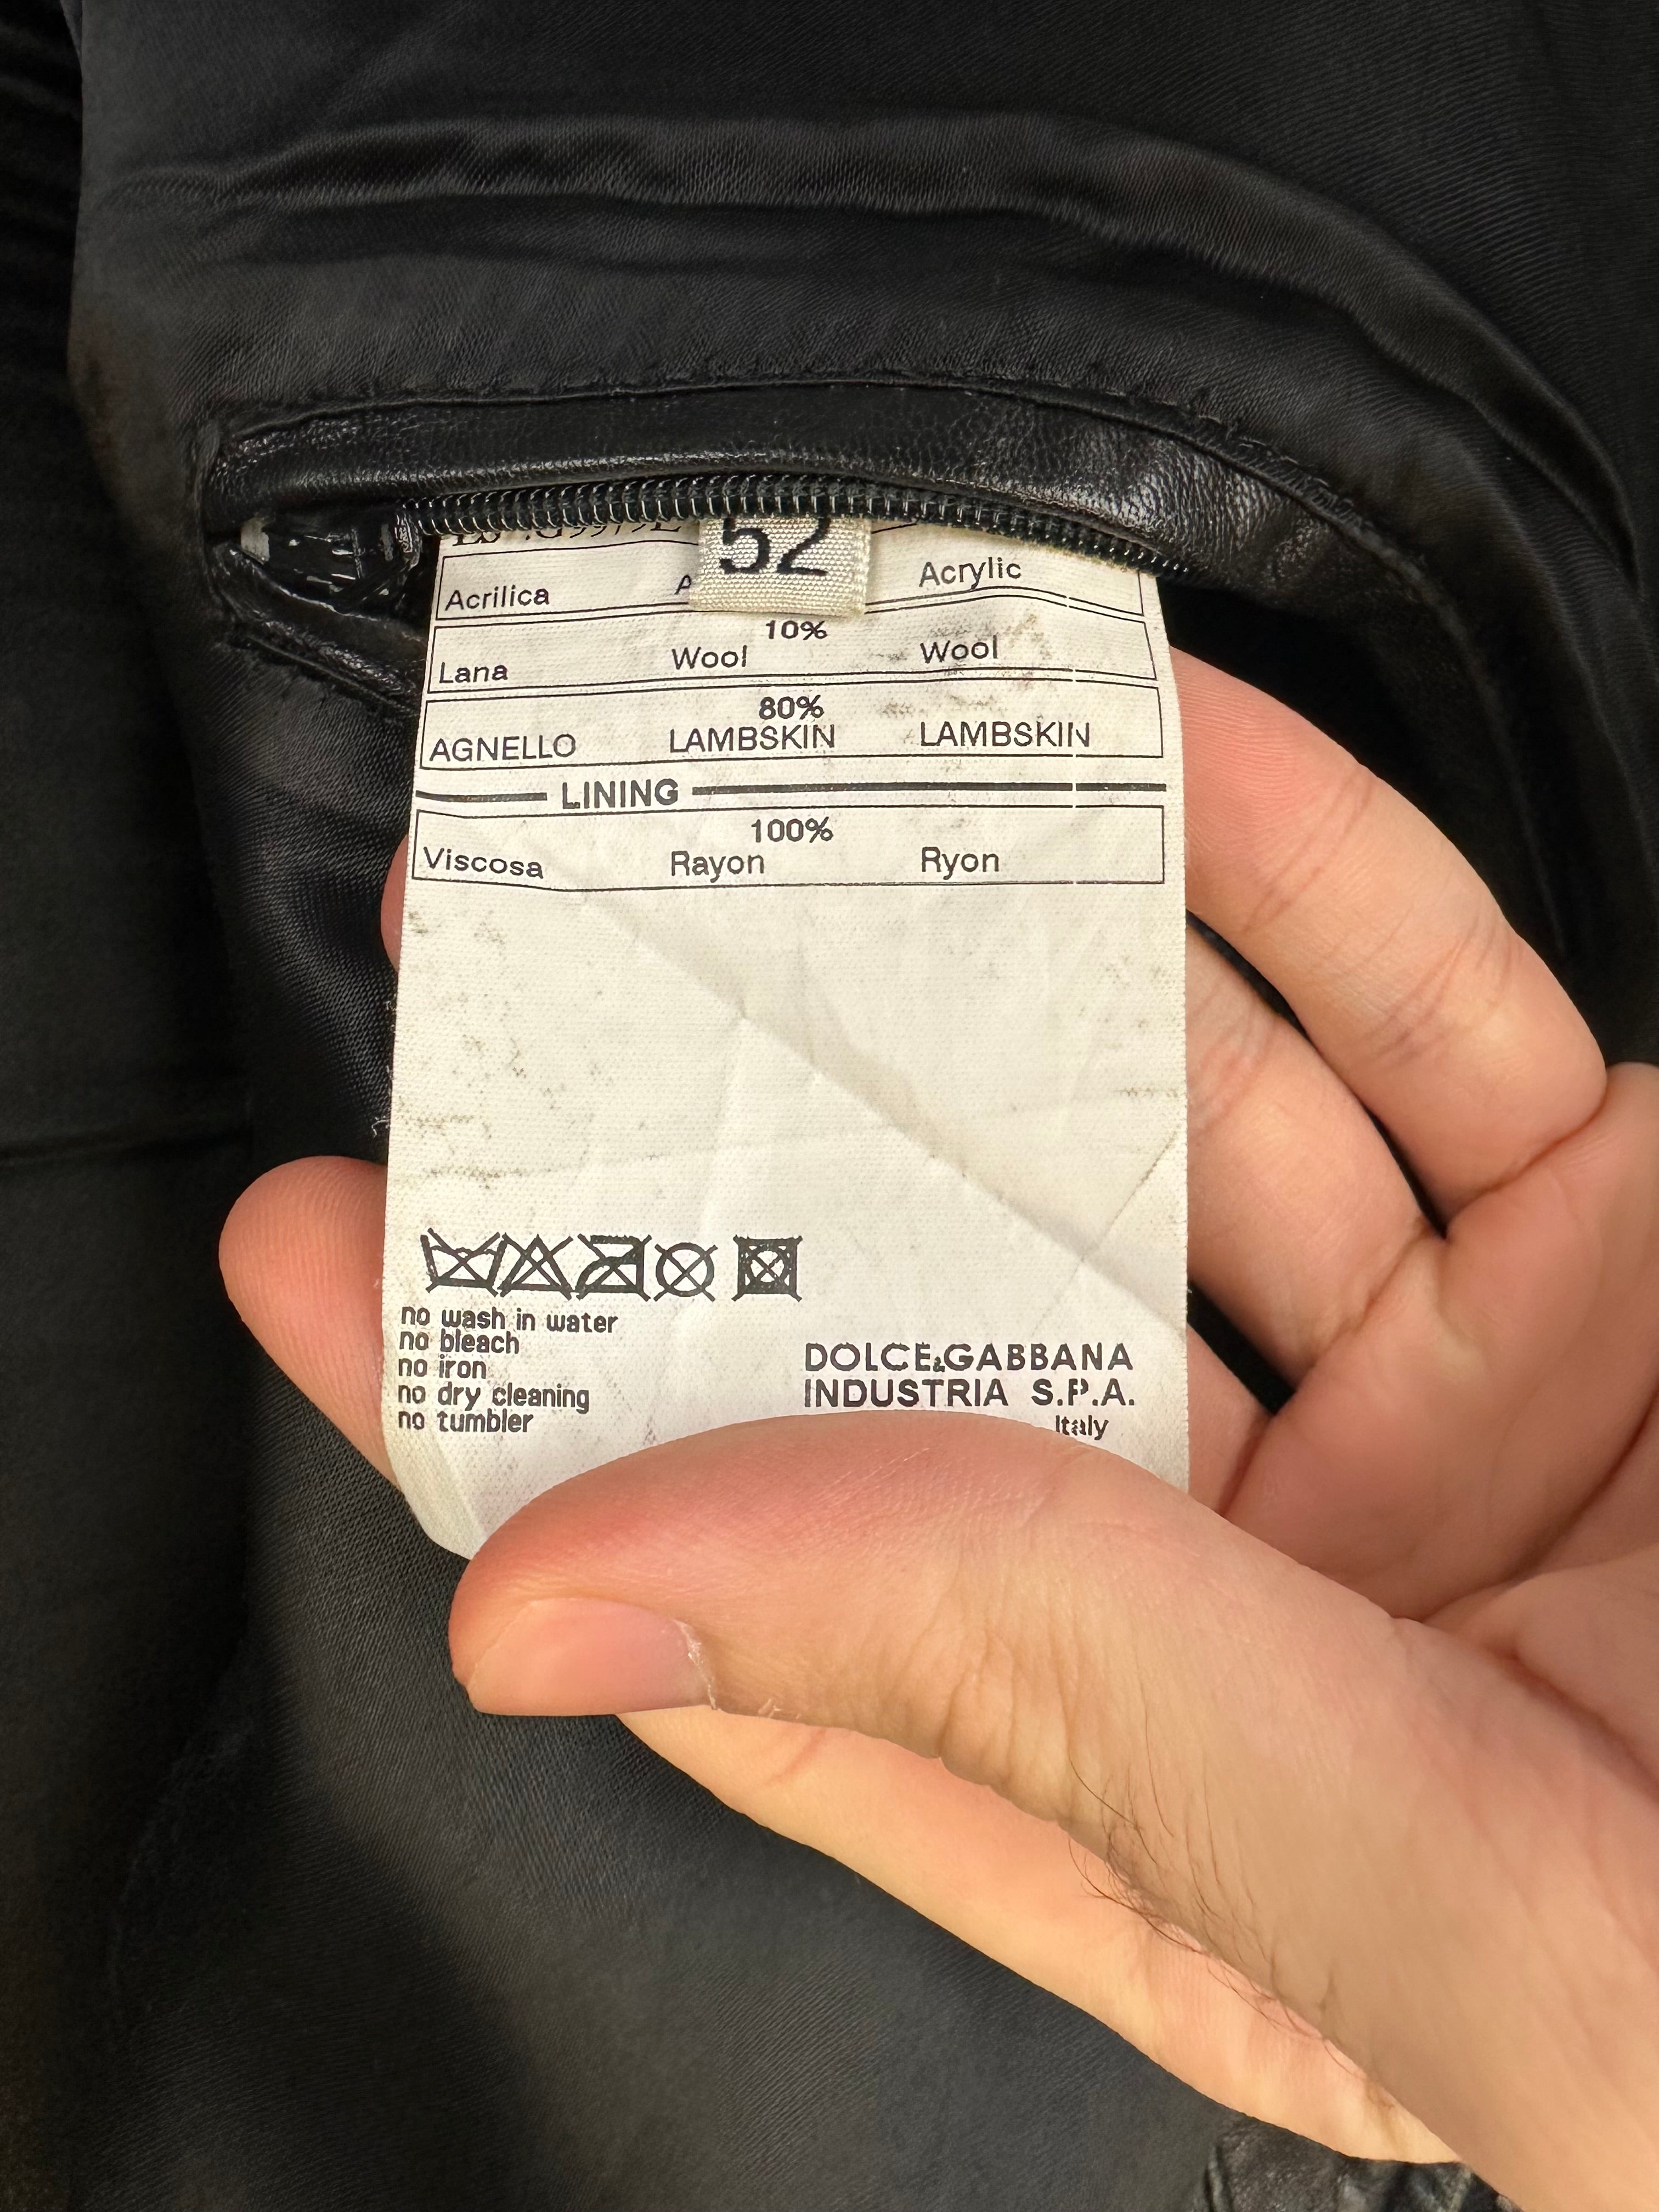 52
Acrilica Acrylic
10%
Lana Wool Wool
80%
AGNELLO LAMBSKIN LAMBSKIN
LINING
100%
Viscosa Rayon Ryon
no wash in water
no bleach
no iron
no dry cleaning
no tumbler
DOLCE&GABBANA
INDUSTRIA S.P.A.
Italy